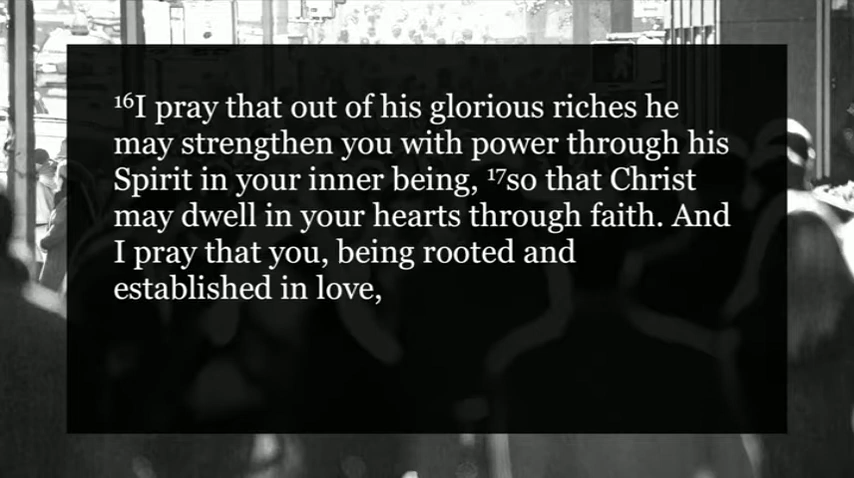 ¹⁶I pray that out of his glorious riches he
may strengthen you with power through his
Spirit in your inner being, ¹⁷so that Christ
may dwell in your hearts through faith. And
I pray that you, being rooted and
established in love,